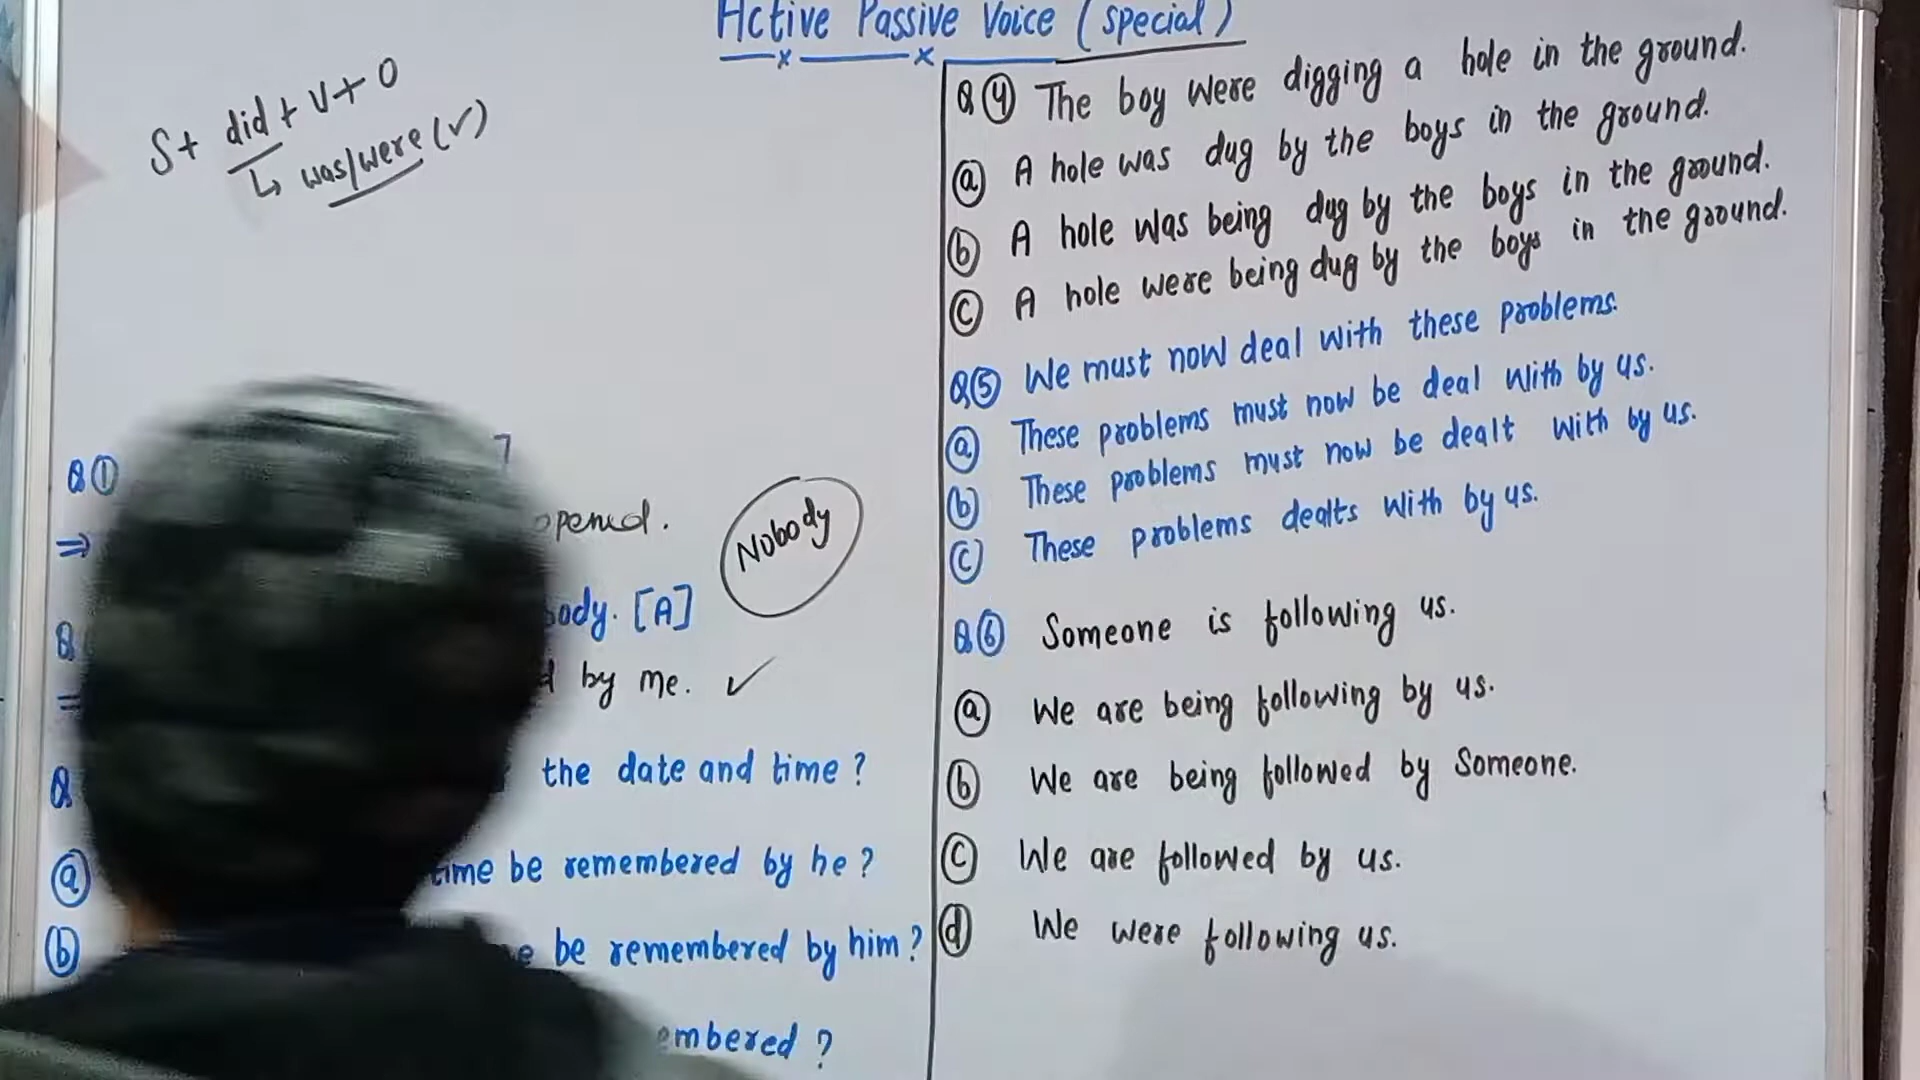 Active Passive Voice (special)
S+ did + V+O
↳ was/were (✓)
Q①
⇒ opened.
Nobody
body. [A]
by me. ✓
the date and time ?
ⓐ time be remembered by he ?
ⓑ be remembered by him ?
embered ?
Q④ The boy were digging a hole in the ground.
ⓐ A hole was dug by the boys in the ground.
ⓑ A hole was being dug by the boys in the ground.
ⓒ A hole were being dug by the boys in the ground.
Q⑤ We must now deal with these problems.
ⓐ These problems must now be deal with by us.
ⓑ These problems must now be dealt with by us.
ⓒ These problems dealts with by us.
Q⑥ Someone is following us.
ⓐ We are being following by us.
ⓑ We are being followed by Someone.
ⓒ We are followed by us.
ⓓ We were following us.